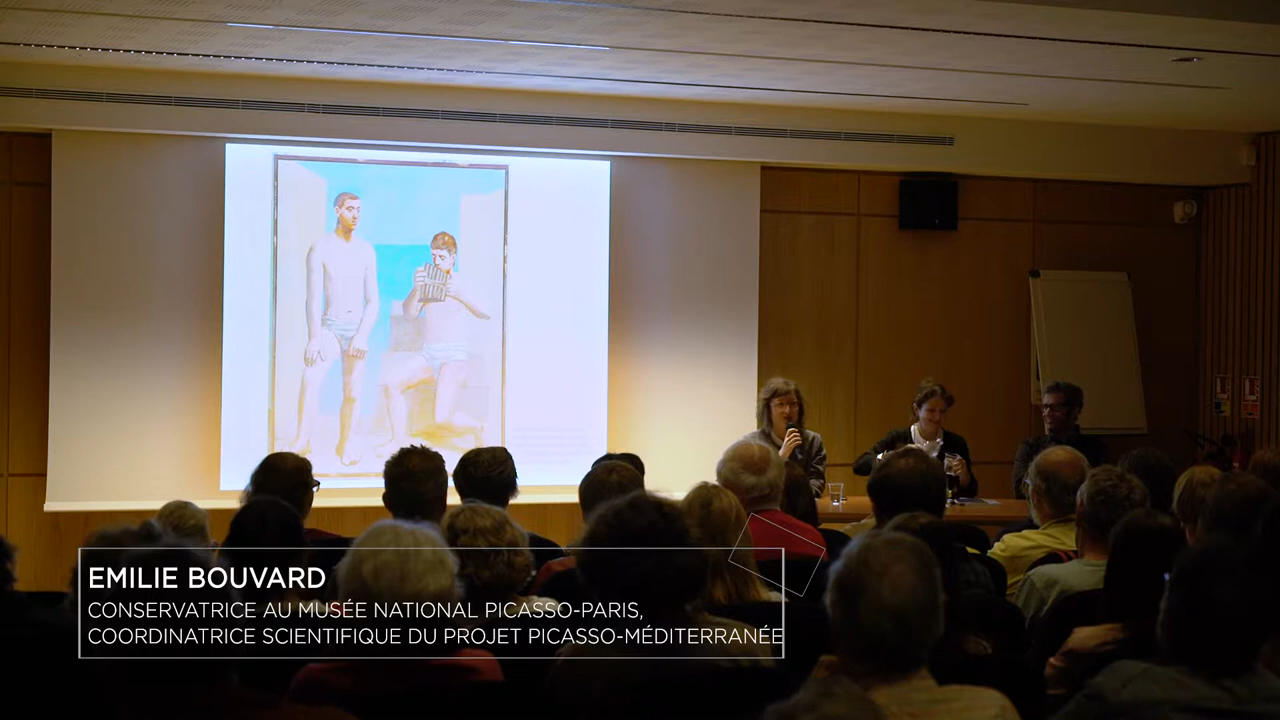 EMILIE BOUVARD
CONSERVATRICE AU MUSÉE NATIONAL PICASSO-PARIS,
COORDINATRICE SCIENTIFIQUE DU PROJET PICASSO-MÉDITERRANÉE